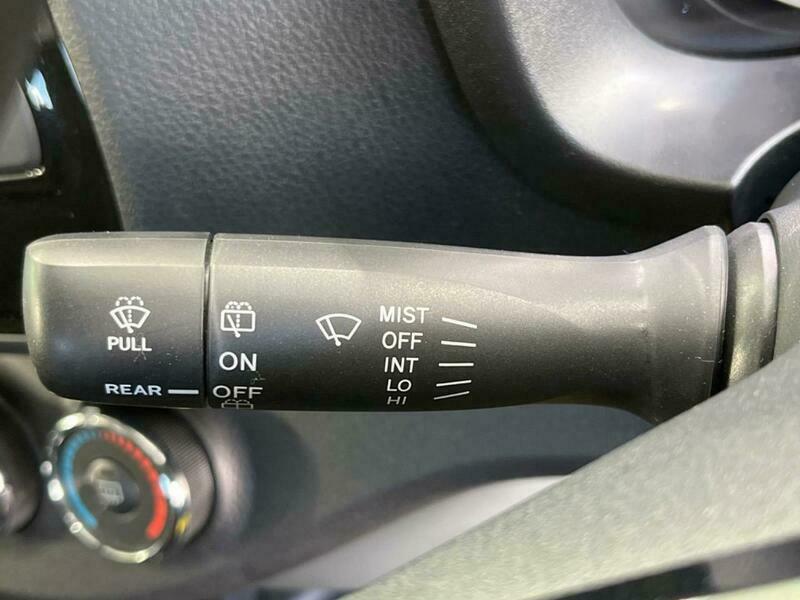 PULL
REAR
ON
OFF
MIST
OFF
INT
LO
HI